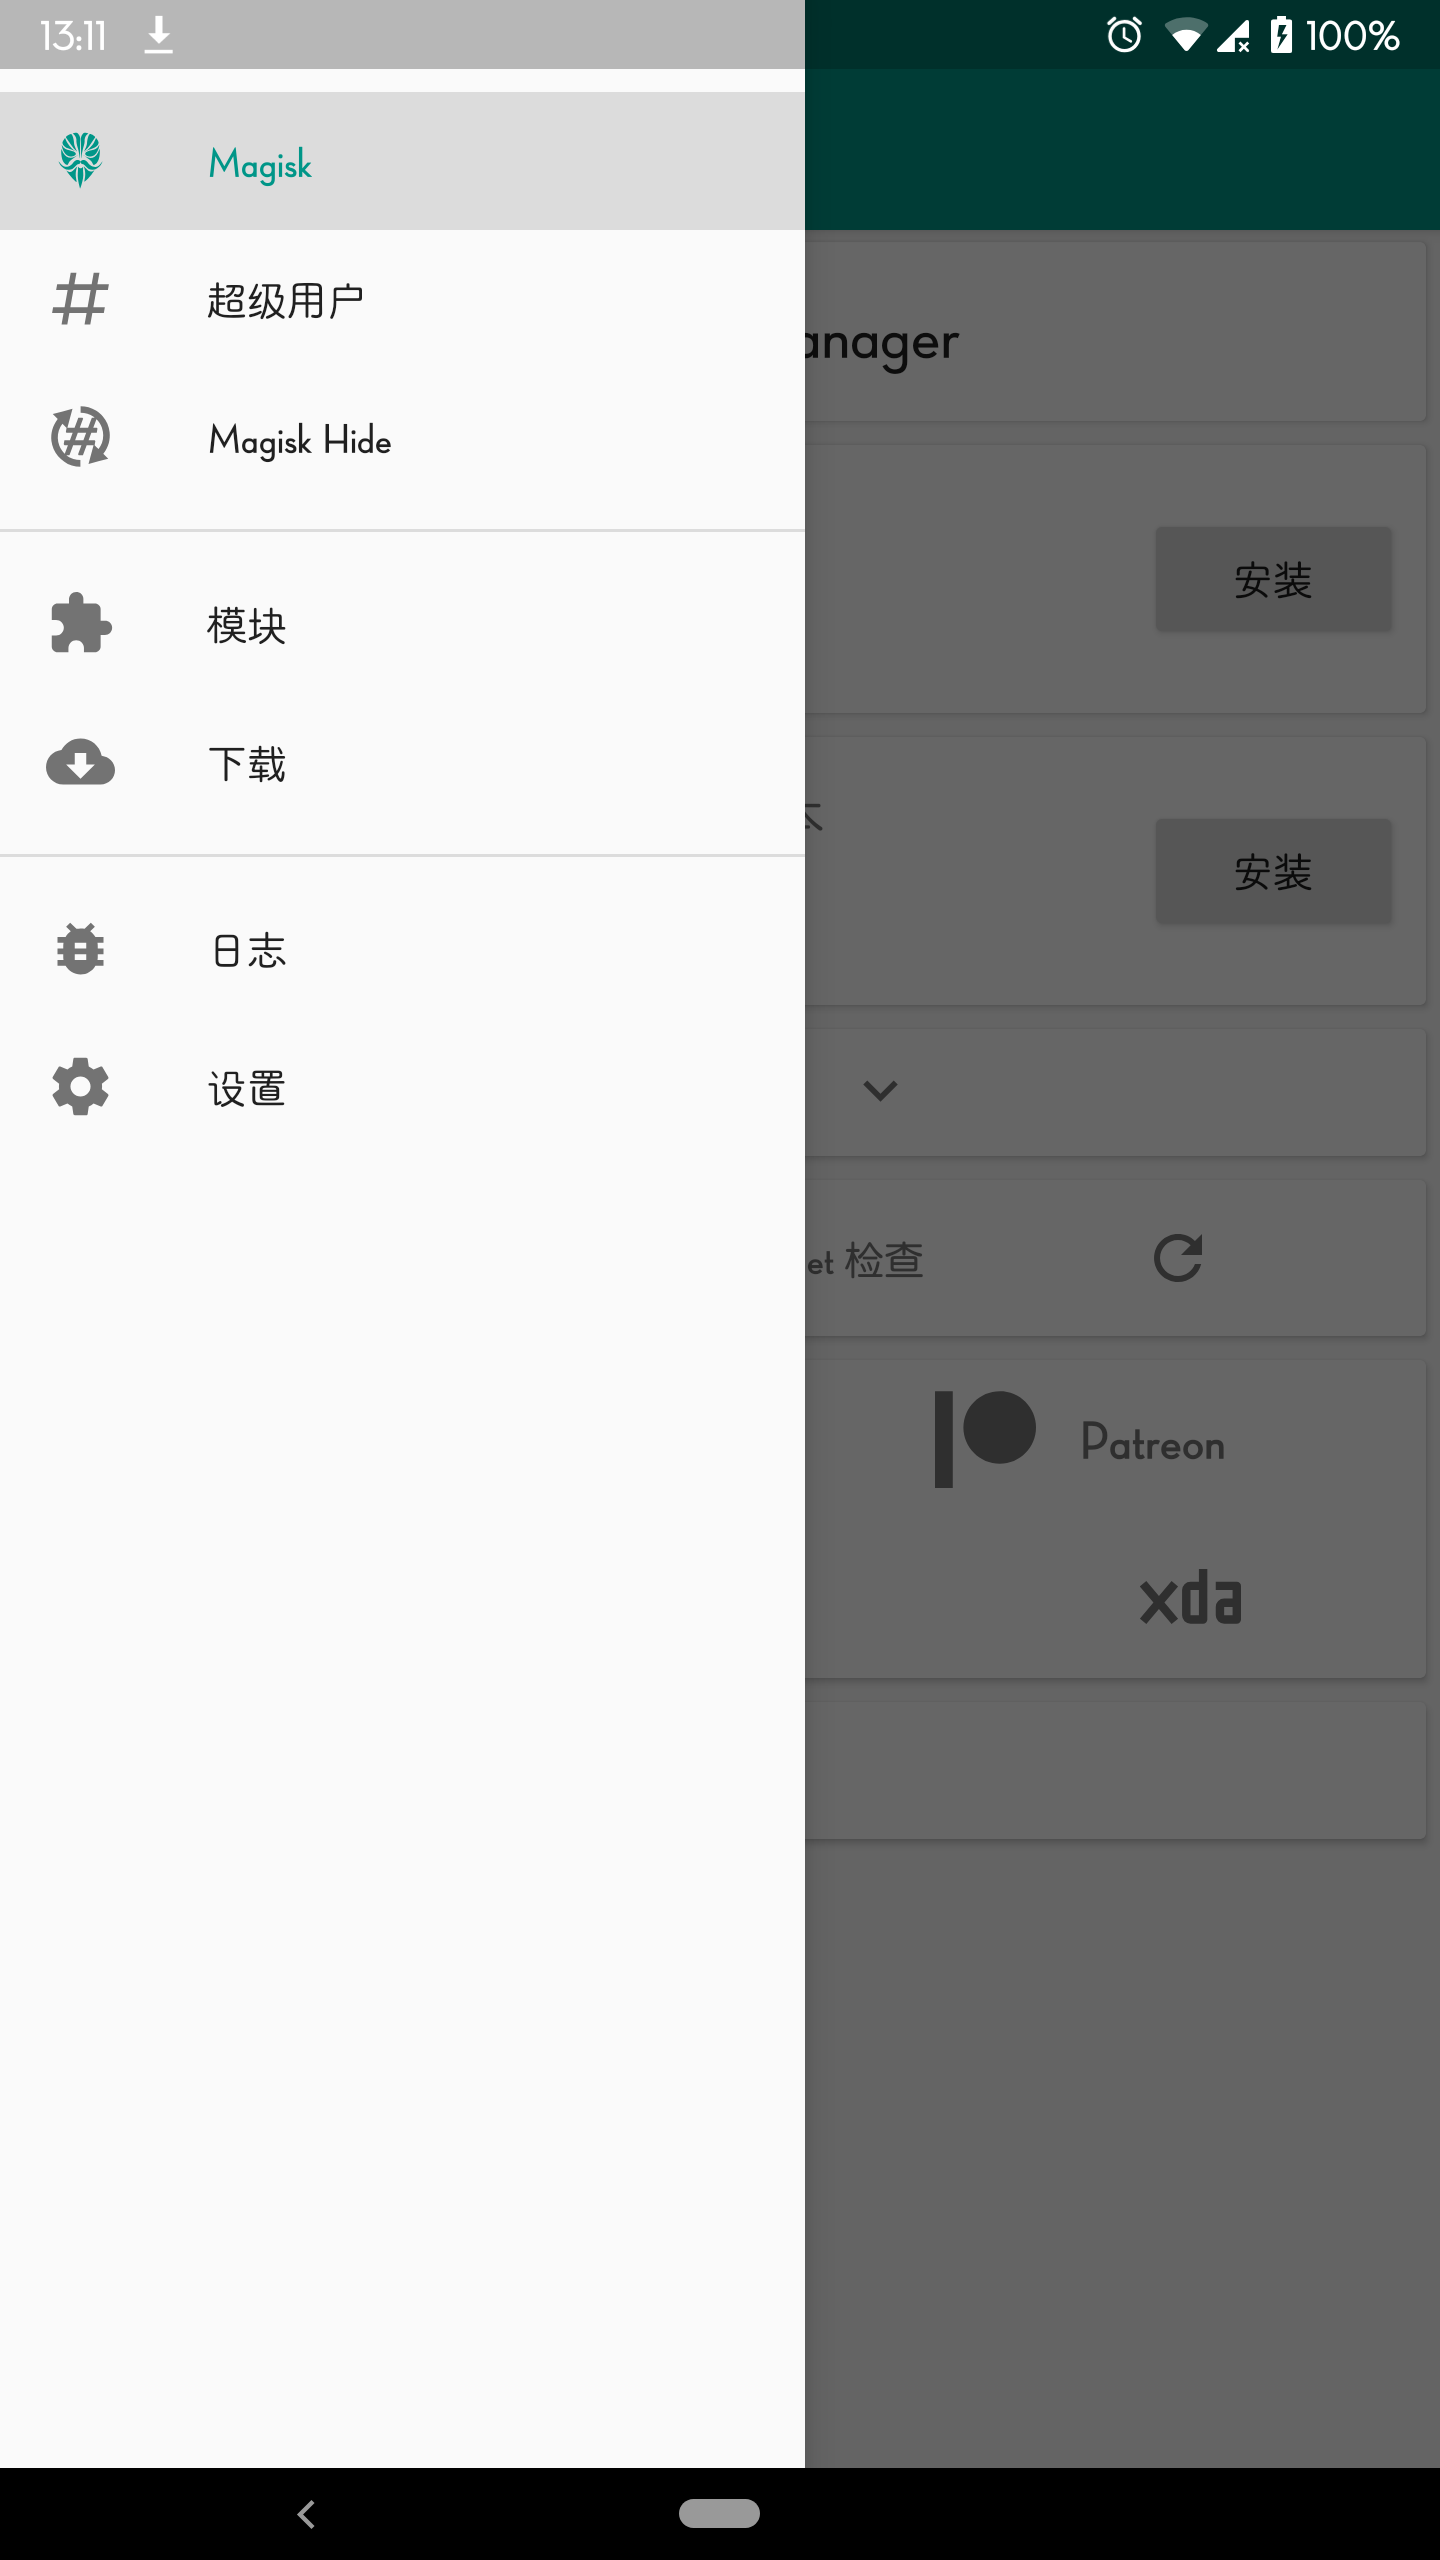 13:11
100%
Magisk
超级用户
Magisk Hide
模块
下载
日志
设置
anager
安装
安装
et 检查
Patreon
xda